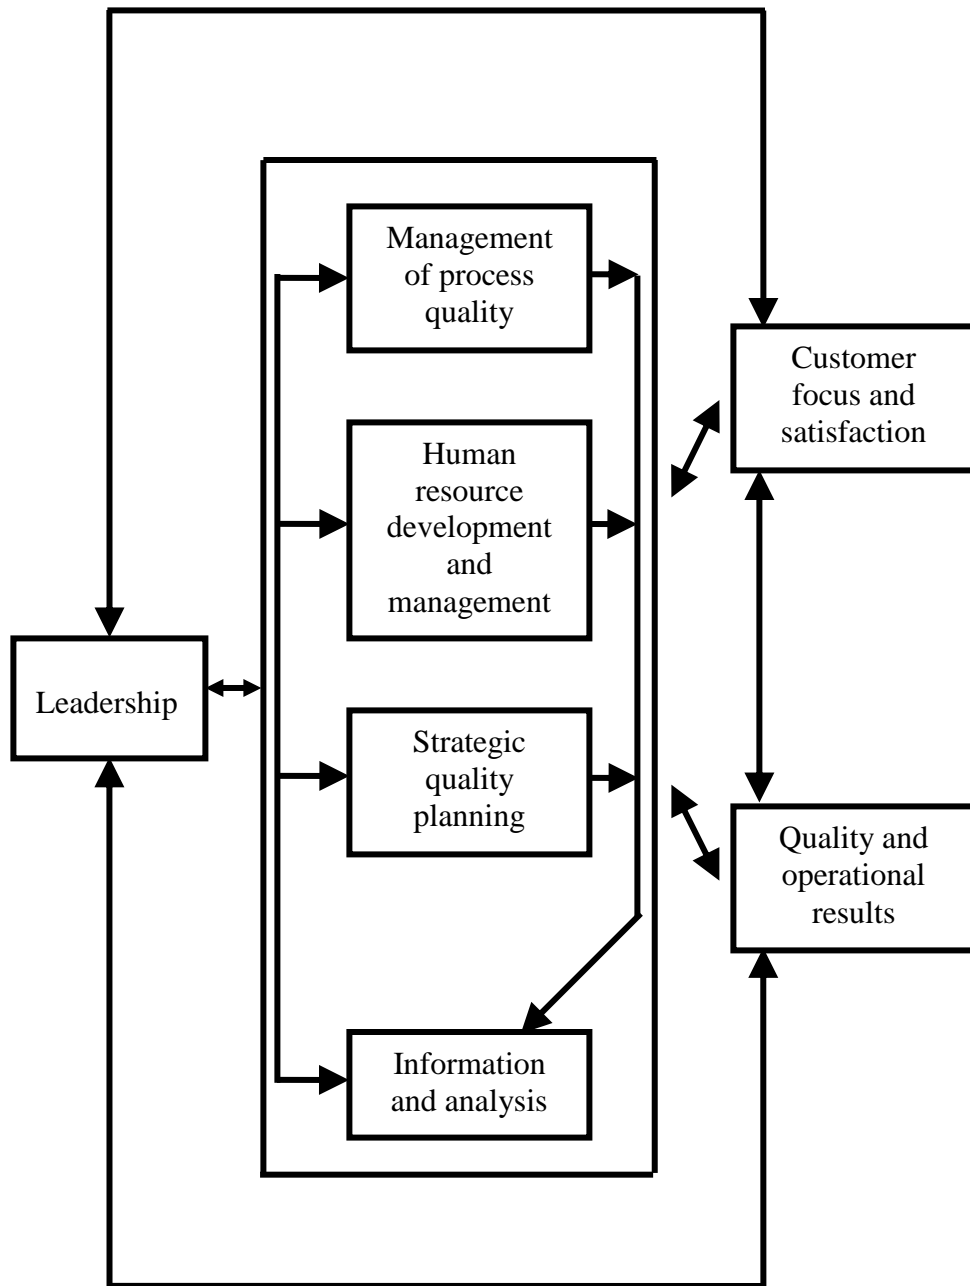 Management
of process
quality
Customer
focus and
satisfaction
Human
resource
development
and
management
Leadership
Strategic
quality
planning
Quality and
operational
results
Information
and analysis